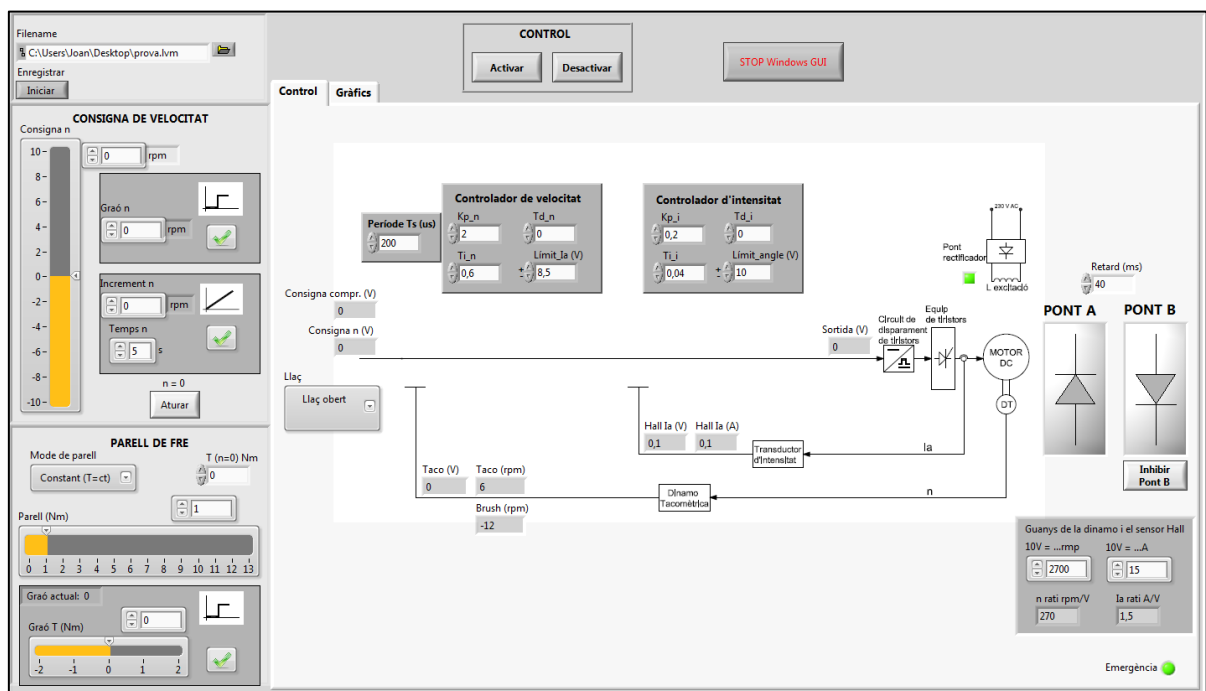 Filename
C:\Users\Joan\Desktop\prova.lvm
Enregistrar
Iniciar
CONTROL
Activar Desactivar
STOP Windows GUI
Control Gràfics
CONSIGNA DE VELOCITAT
Consigna n
10
8
6
4
2
0
-2
-4
-6
-8
-10
0 rpm
Graó n
0 rpm
Increment n
0 rpm
Temps n
5 s
n = 0
Aturar
PARELL DE FRE
Mode de parell
Constant (T=ct)
T (n=0) Nm
0
1
Parell (Nm)
0 1 2 3 4 5 6 7 8 9 10 11 12 13
Graó actual: 0
0
Graó T (Nm)
-2 -1 0 1 2
Període Ts (us)
200
Controlador de velocitat
Kp_n Td_n
2 0
Ti_n Límit_Ia (V)
0,6 ± 8,5
Controlador d'intensitat
Kp_i Td_i
0,2 0
Ti_i Límit_angle (V)
0,04 ± 10
230 V AC
Pont
rectificador
L excitació
Retard (ms)
40
PONT A PONT B
Inhibir
Pont B
Consigna compr. (V)
0
Consigna n (V)
0
Llaç
Llaç obert
Sortida (V)
0
Circuit de
disparament
de tiristors
Equip
de tiristors
MOTOR
DC
DT
Hall Ia (V) Hall Ia (A)
0,1 0,1
Transductor
d'intensitat
Ia
Taco (V) Taco (rpm)
0 6
Brush (rpm)
-12
Dinamo
Tacomètrica
n
Guanys de la dinamo i el sensor Hall
10V = ...rmp 10V = ...A
2700 15
n rati rpm/V Ia rati A/V
270 1,5
Emergència